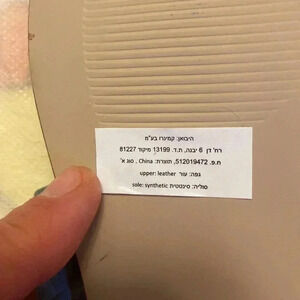 היבואן: קמינרו בע"מ
רח' דן 6 יבנה, ת.ד. 13199 מיקוד 81227
ח.פ. 512019472, תוצרת: China . סוג א'
גפה: עור upper: leather
סוליה: סינטטית sole: synthetic